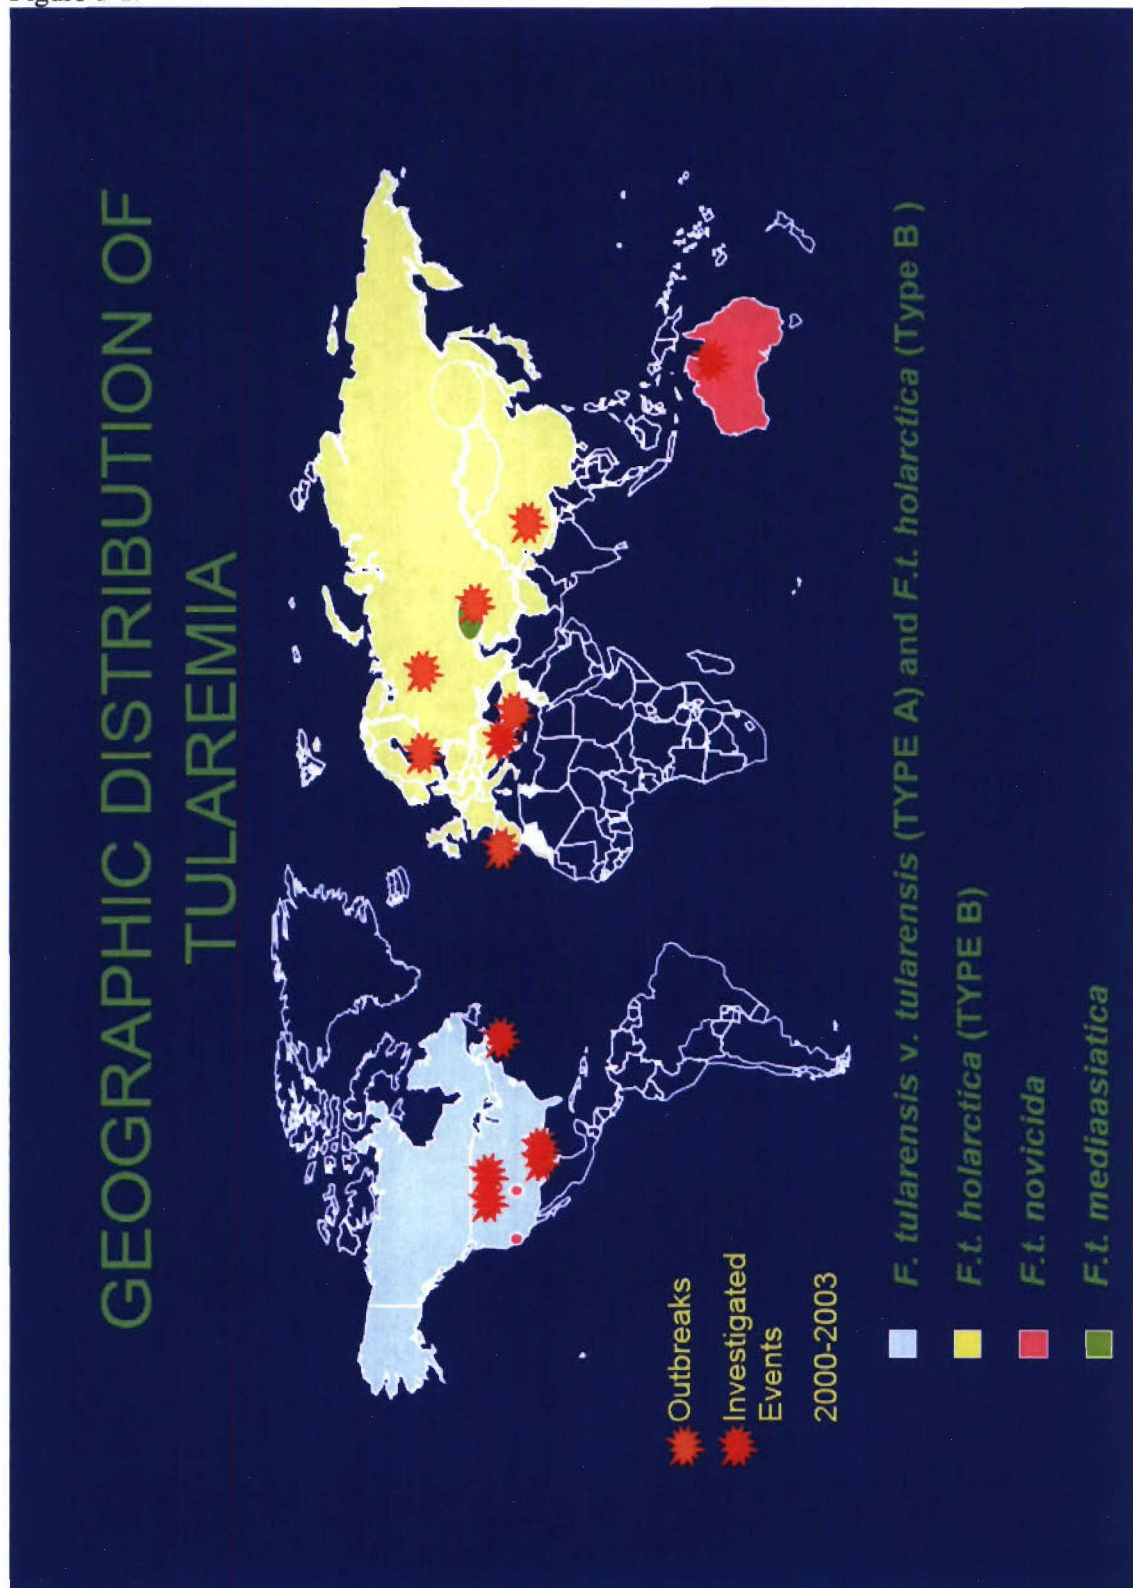 GEOGRAPHIC DISTRIBUTION OF
TULAREMIA
Outbreaks
Investigated
Events
2000-2003
F. tularensis v. tularensis (TYPE A) and F.t. holarctica (Type B )
F.t. holarctica (TYPE B)
F.t. novicida
F.t. mediaasiatica